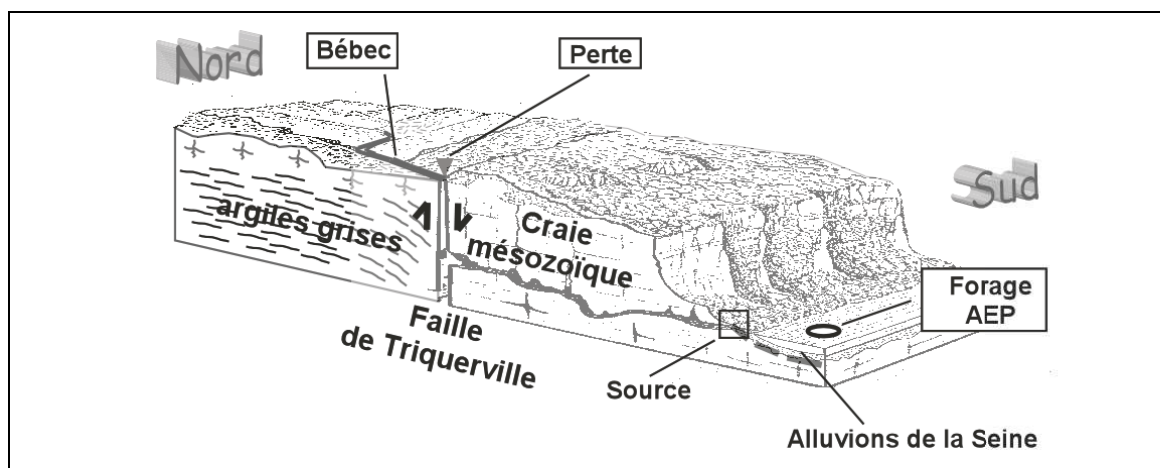 Nord
Bébec
Perte
Sud
argiles grises
Craie
mésozoïque
Forage
AEP
Faille
de Triquerville
Source
Alluvions de la Seine